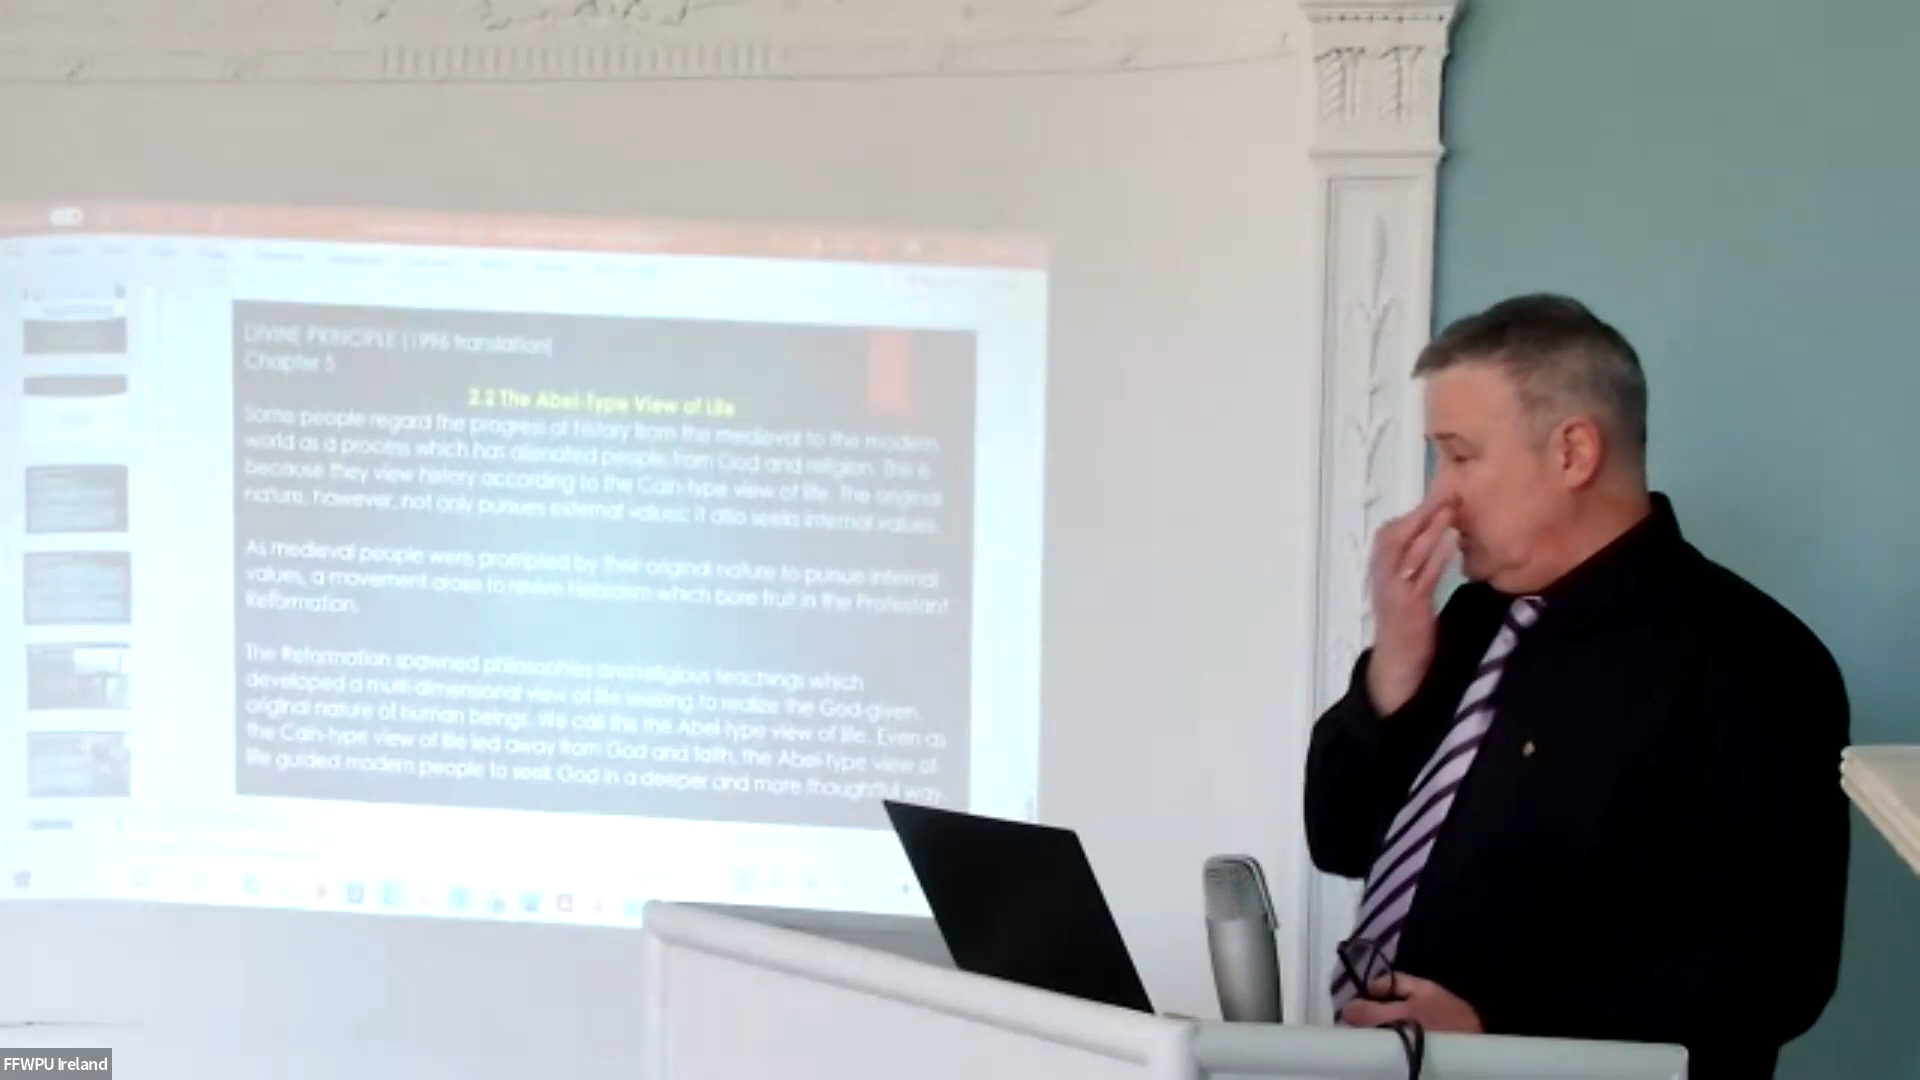 DIVINE PRINCIPLE (1996 translation(
Chapter 5
2.2 The Abel-Type View of Life
Some people regard the progress of history from the medieval to the modern
world as a process which has alienated people from God and religion. This is
because they view history according to the Cain-type view of life. The original
nature, however, not only pursues external values; it also seeks internal values.
As medieval people were prompted by their original nature to pursue internal
values, a movement arose to revive Hebraism which bore fruit in the Protestant
Reformation.
The Reformation spawned philosophies and religious teachings which
developed a multi-dimensional view of life seeking to realize the God-given,
original nature of human beings. We call this the Abel-type view of life. Even as
the Cain-type view of life led away from God and faith, the Abel-type view of
life guided modern people to seek God in a deeper and more thoughtful way.
FFWPU Ireland